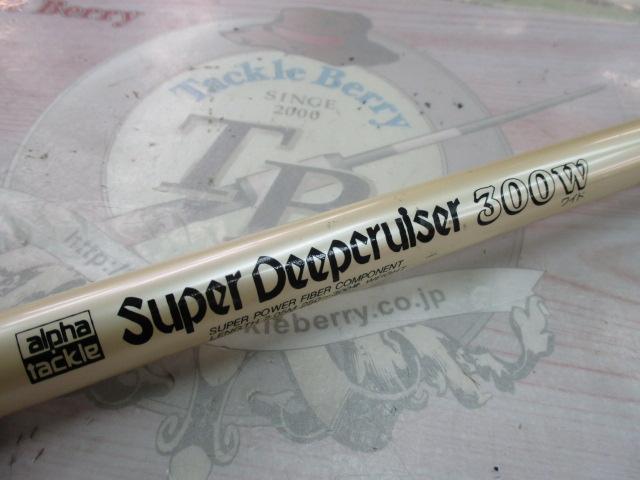 Berry
Tackle Berry
SINCE
2000
TB
http:/
kleberry.co.jp
alpha
tackle
Super Deepcruiser 300W
ワイド
SUPER POWER FIBER COMPONENT
WEIGHT